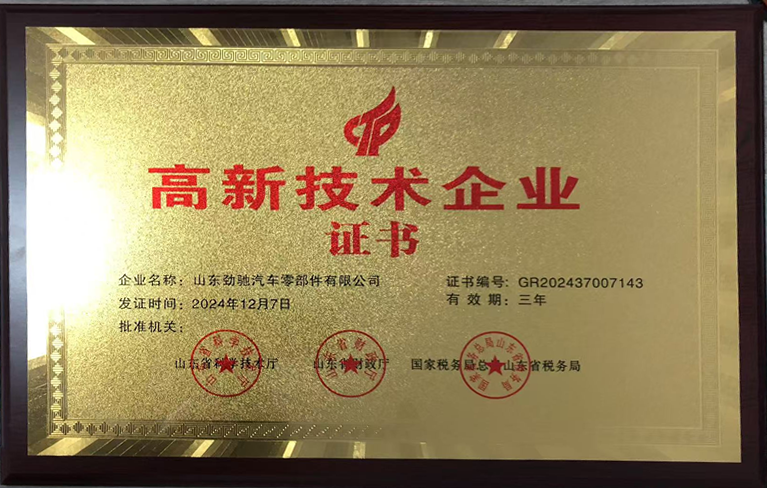 高新技术企业
证书
企业名称：山东劲驰汽车零部件有限公司
证书编号：GR202437007143
发证时间：2024年12月7日
有 效 期：三年
批准机关：
山东省科学技术厅 山东省财政厅 国家税务局总局山东省税务局